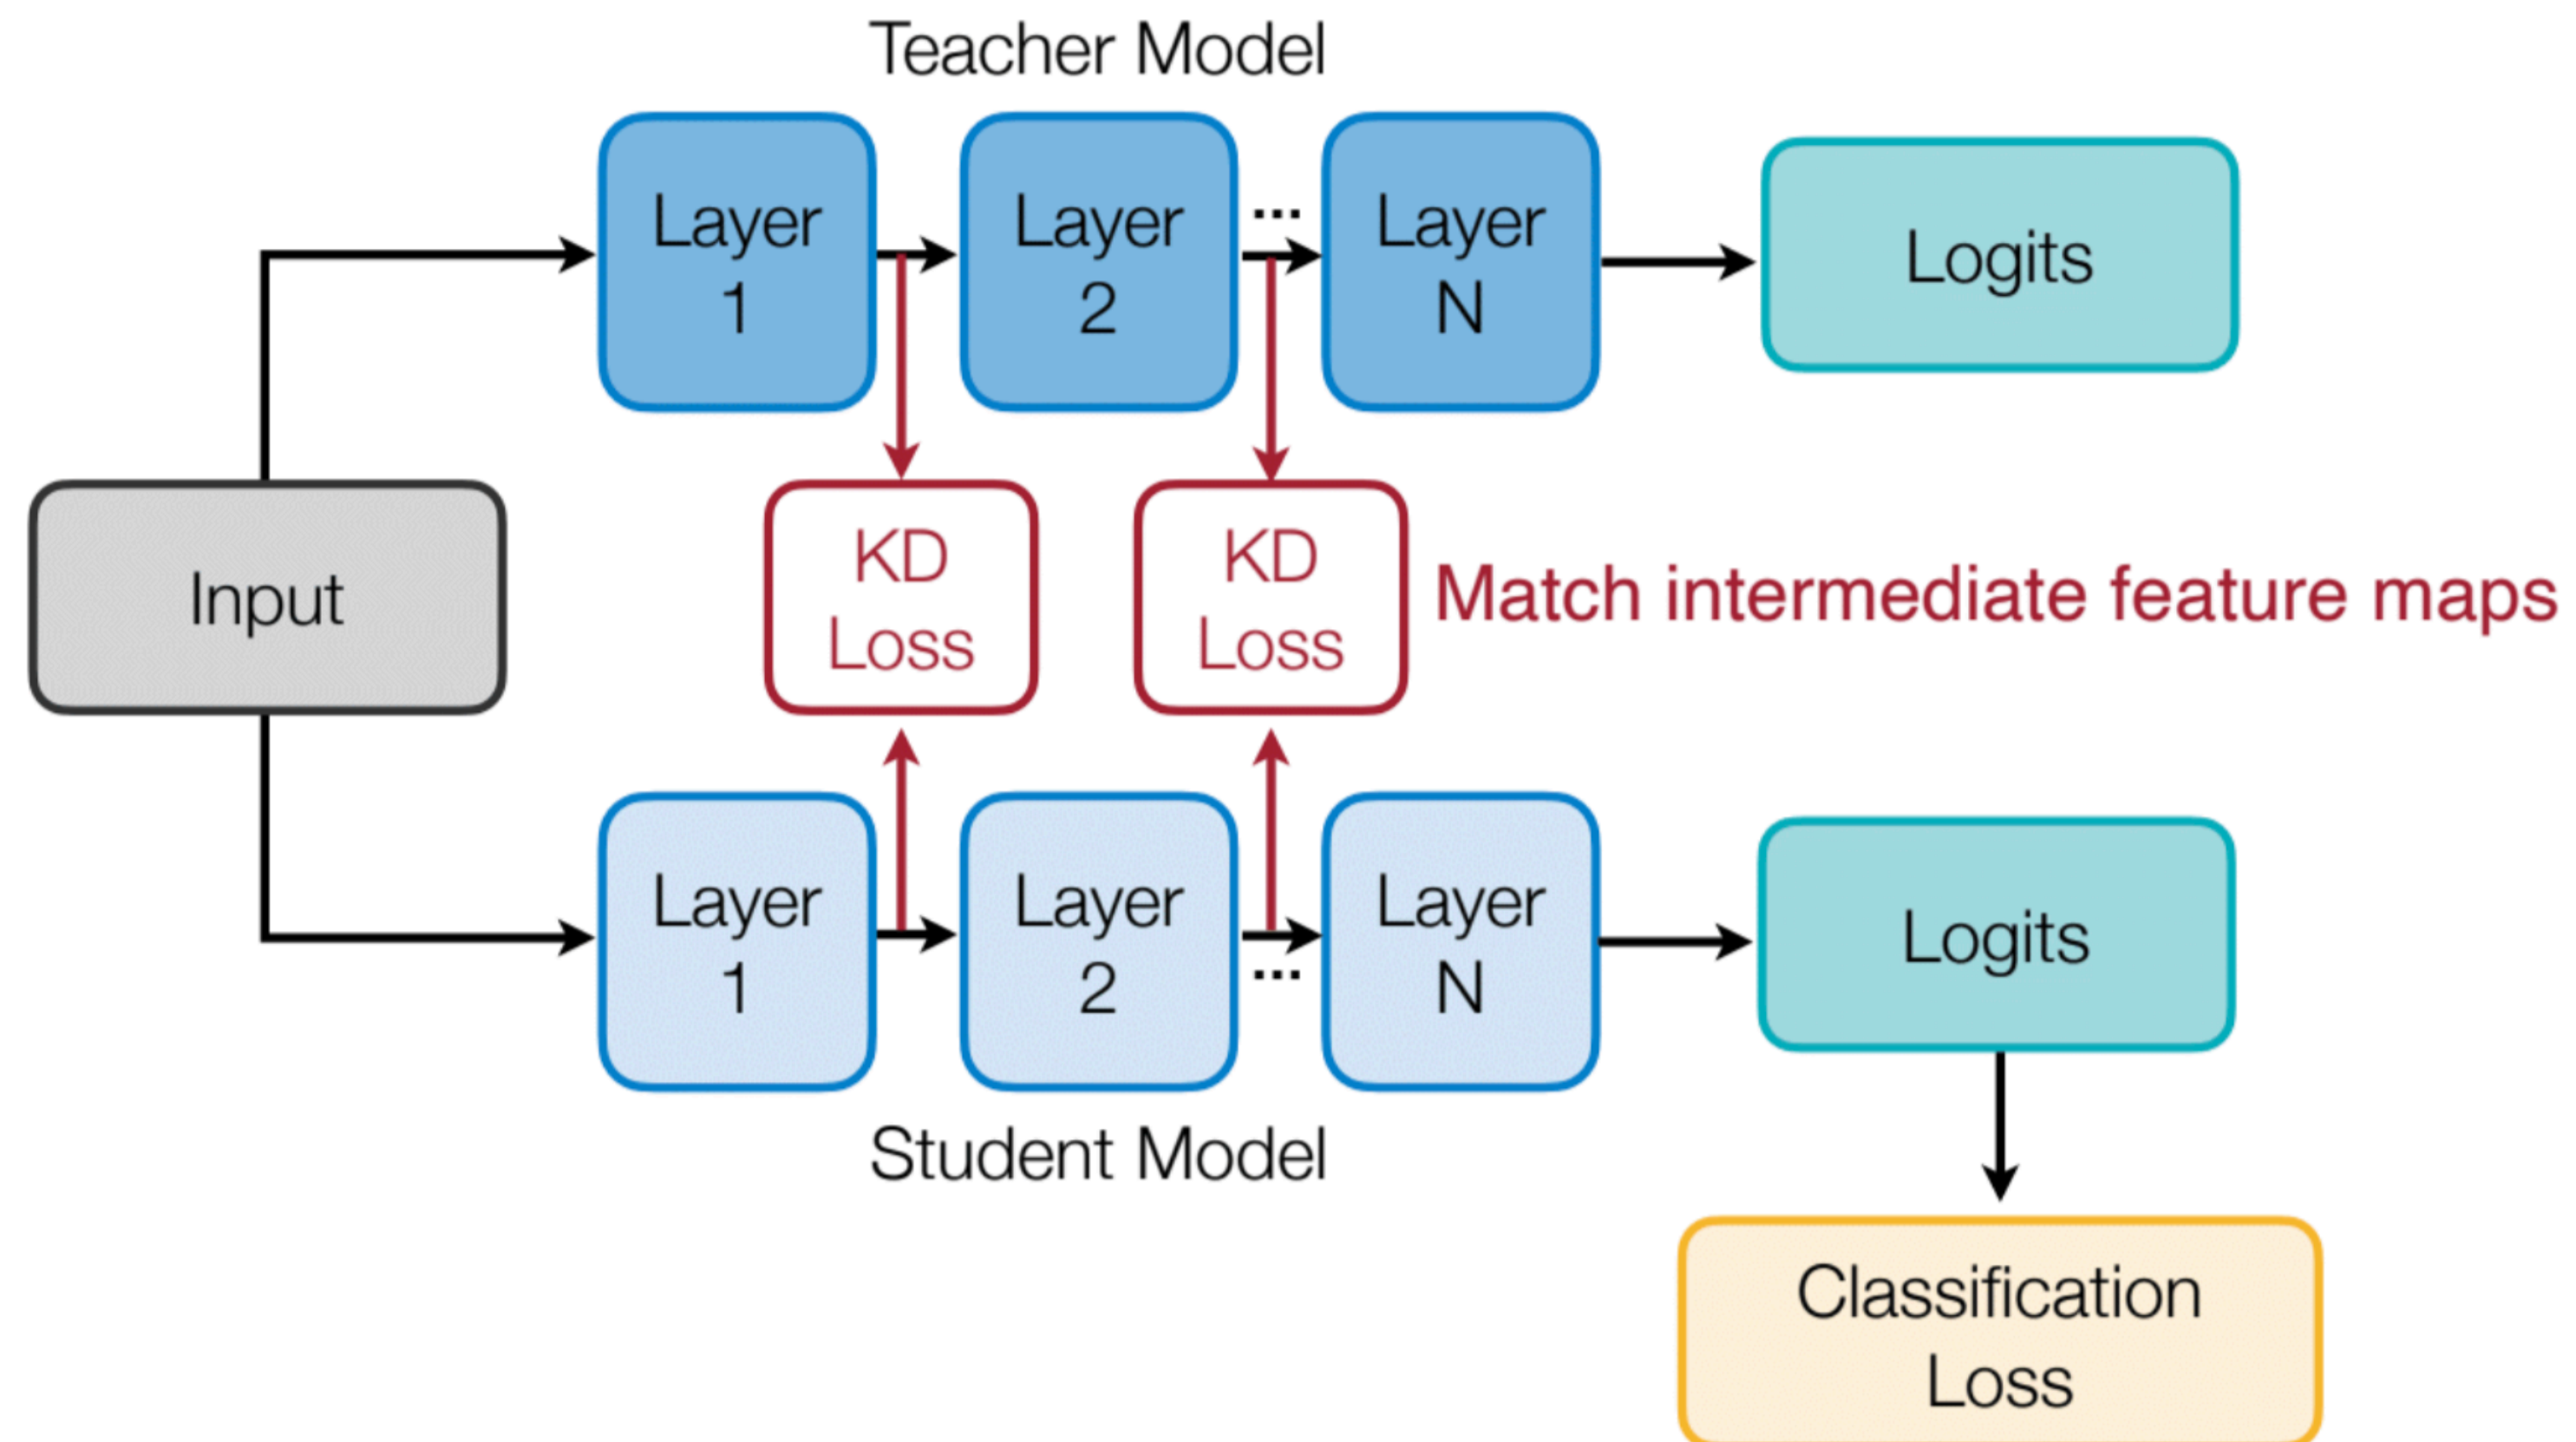 Teacher Model
Layer
1
Layer
2
...
Layer
N
Logits
Input
KD
Loss
KD
Loss
Match intermediate feature maps
Layer
1
Layer
2
...
Layer
N
Logits
Student Model
Classification
Loss